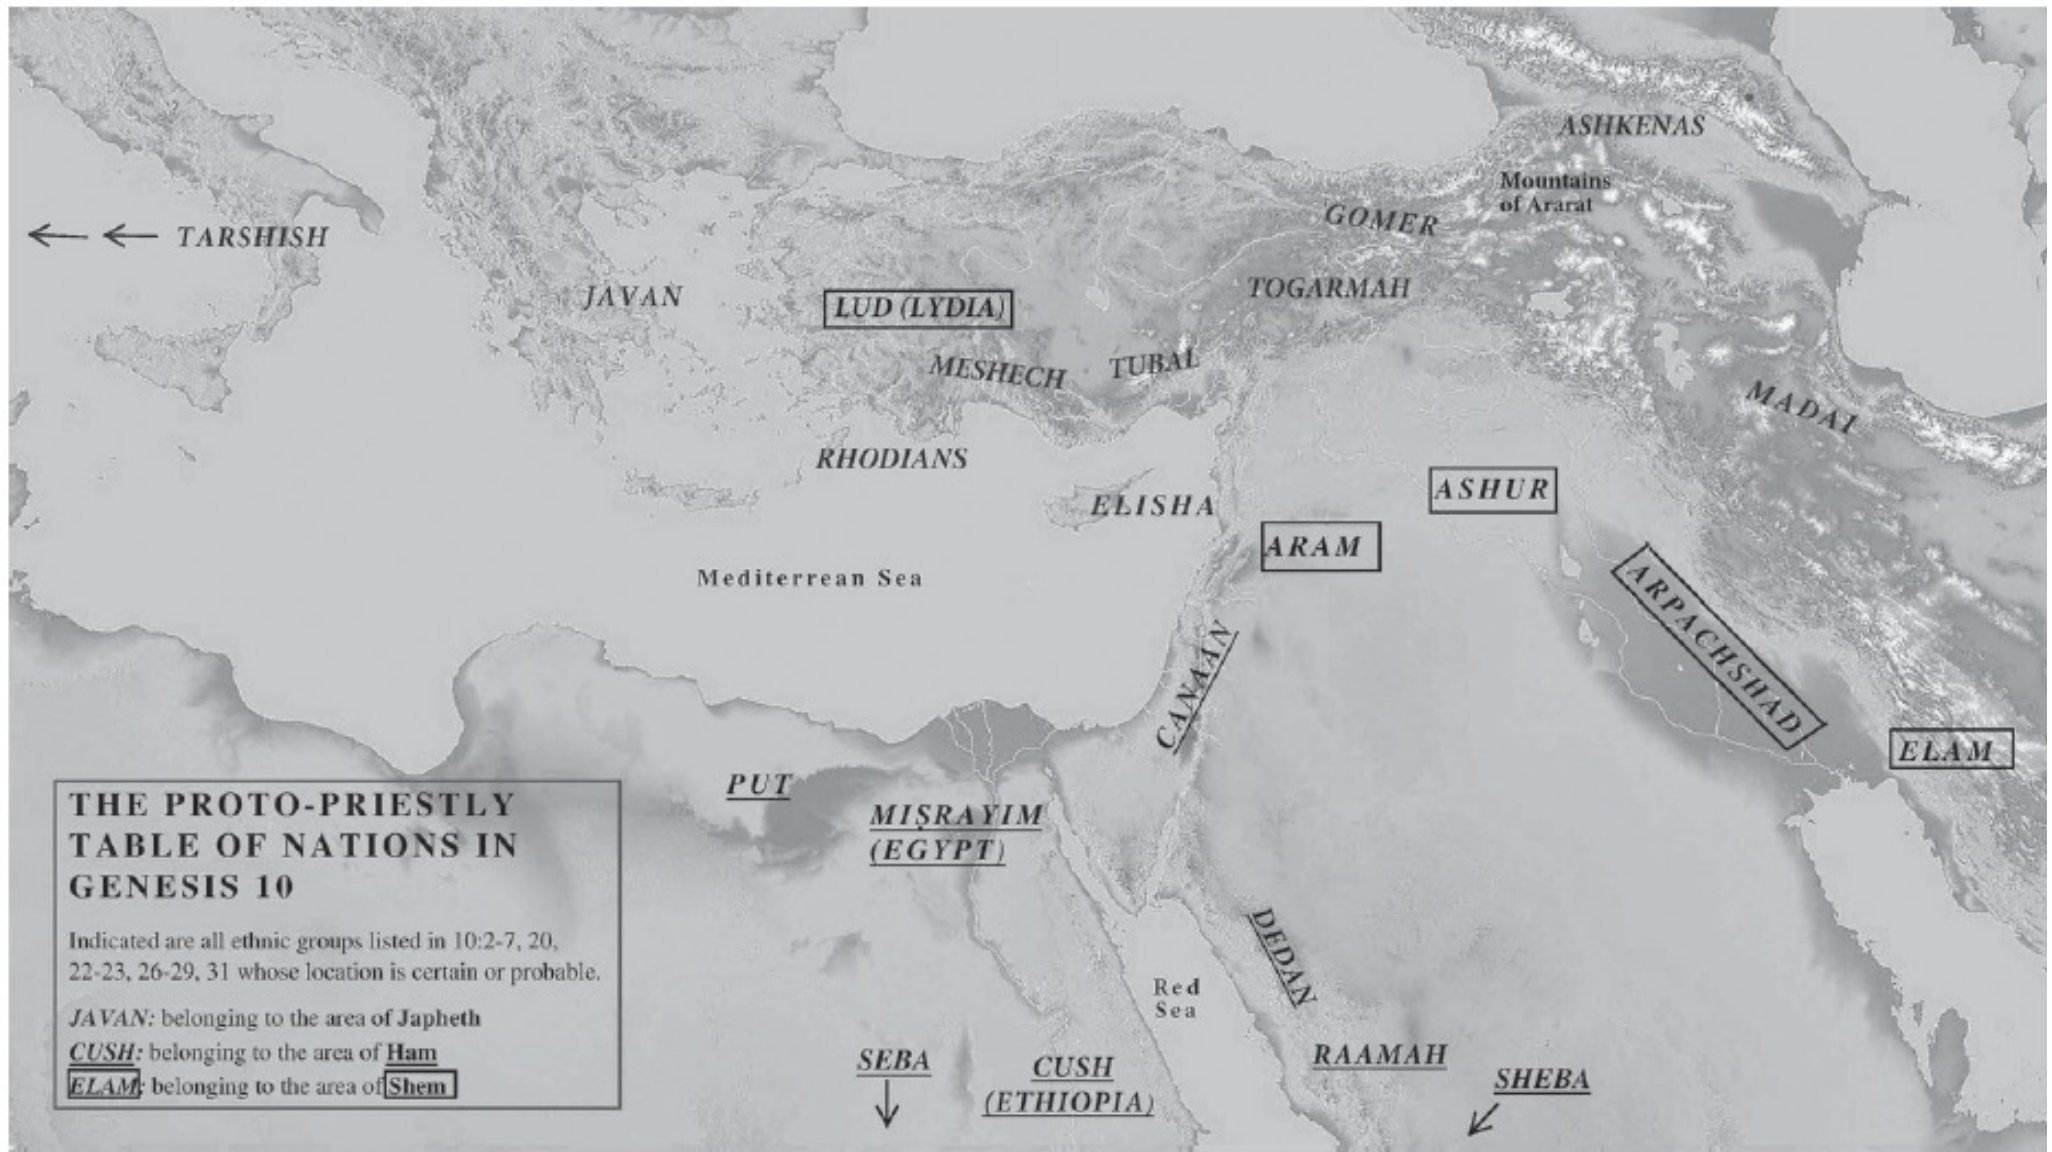 ASHKENAS
Mountains
of Ararat
GOMER
TARSHISH
JAVAN
LUD (LYDIA)
TOGARMAH
MESHECH
TUBAL
MADAI
RHODIANS
ELISHA
ASHUR
ARAM
Mediterrean Sea
ARPACHSHAD
CANAAN
ELAM
PUT
MIṢRAYIM
(EGYPT)
DEDAN
Red
Sea
SEBA
CUSH
(ETHIOPIA)
RAAMAH
SHEBA
THE PROTO-PRIESTLY
TABLE OF NATIONS IN
GENESIS 10
Indicated are all ethnic groups listed in 10:2-7, 20,
22-23, 26-29, 31 whose location is certain or probable.
JAVAN: belonging to the area of Japheth
CUSH: belonging to the area of Ham
ELAM: belonging to the area of Shem